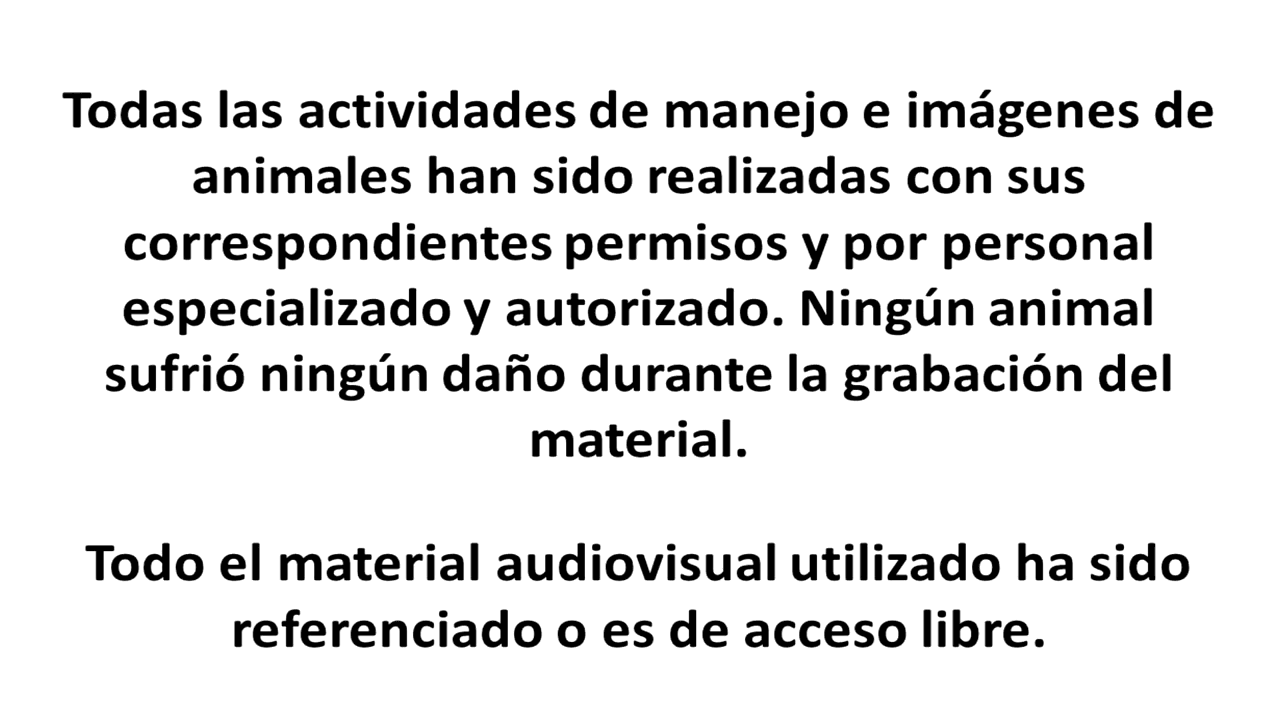 Todas las actividades de manejo e imágenes de
animales han sido realizadas con sus
correspondientes permisos y por personal
especializado y autorizado. Ningún animal
sufrió ningún daño durante la grabación del
material.
Todo el material audiovisual utilizado ha sido
referenciado o es de acceso libre.